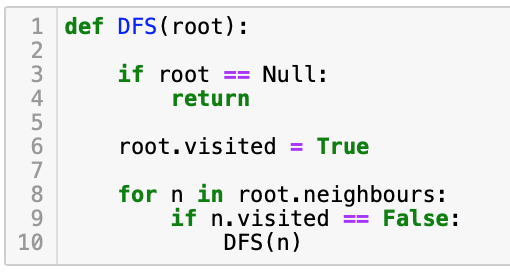 1 def DFS(root):
2
3     if root == Null:
4         return
5
6     root.visited = True
7
8     for n in root.neighbours:
9         if n.visited == False:
10             DFS(n)